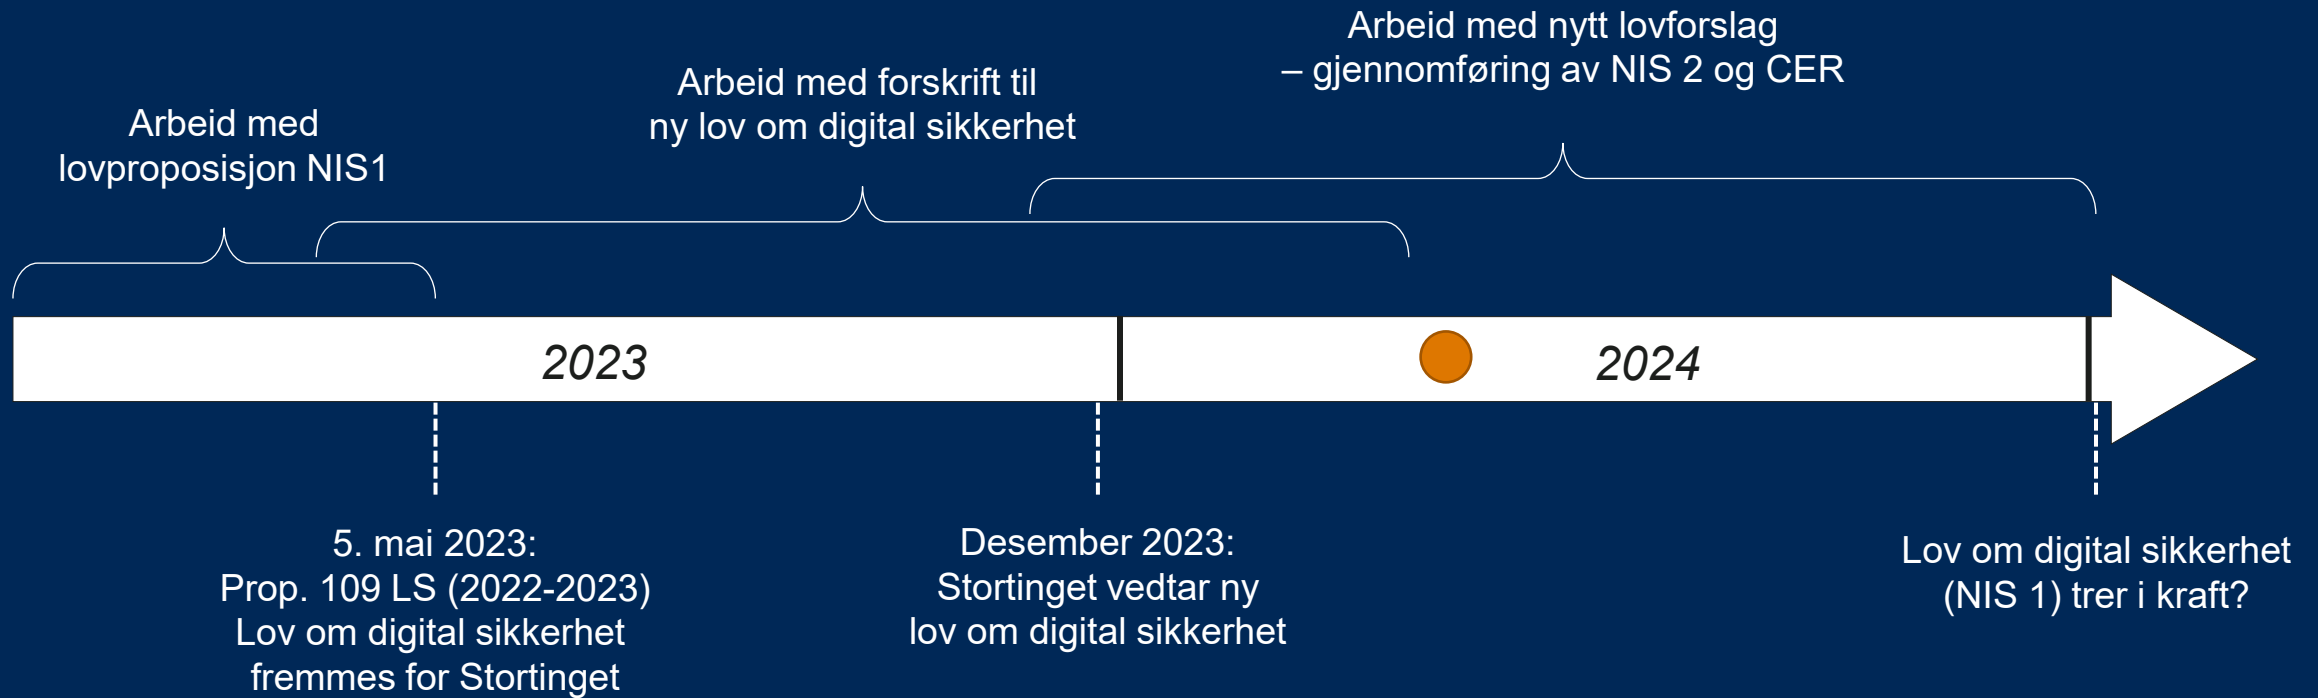 Arbeid med
lovproposisjon NIS1
Arbeid med forskrift til
ny lov om digital sikkerhet
Arbeid med nytt lovforslag
– gjennomføring av NIS 2 og CER
2023
2024
5. mai 2023:
Prop. 109 LS (2022-2023)
Lov om digital sikkerhet
fremmes for Stortinget
Desember 2023:
Stortinget vedtar ny
lov om digital sikkerhet
Lov om digital sikkerhet
(NIS 1) trer i kraft?